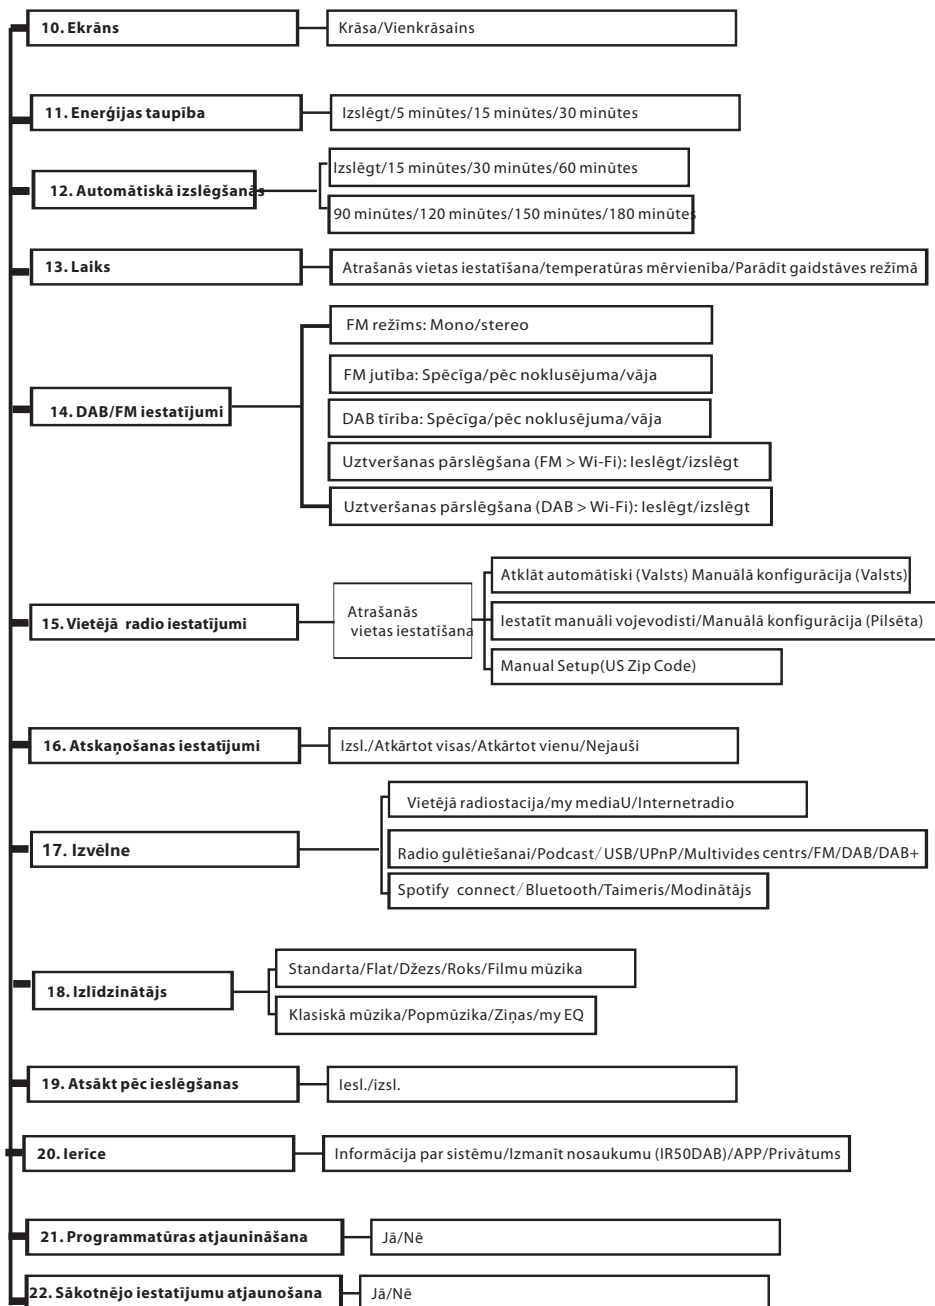 10. Ekrāns
Krāsa/Vienkrāsains
11. Enerģijas taupība
Izslēgt/5 minūtes/15 minūtes/30 minūtes
12. Automātiskā izslēgšanās
Izslēgt/15 minūtes/30 minūtes/60 minūtes
90 minūtes/120 minūtes/150 minūtes/180 minūtes
13. Laiks
Atrašanās vietas iestatīšana/temperatūras mērvienība/Parādīt gaidstāves režīmā
14. DAB/FM iestatījumi
FM režīms: Mono/stereo
FM jutība: Spēcīga/pēc noklusējuma/vāja
DAB tīrība: Spēcīga/pēc noklusējuma/vāja
Uztveršanas pārslēgšana (FM > Wi-Fi): Ieslēgt/izslēgt
Uztveršanas pārslēgšana (DAB > Wi-Fi): Ieslēgt/izslēgt
15. Vietējā radio iestatījumi
Atrašanās
vietas iestatīšana
Atklāt automātiski (Valsts) Manuālā konfigurācija (Valsts)
Iestatīt manuāli vojevodisti/Manuālā konfigurācija (Pilsēta)
Manual Setup(US Zip Code)
16. Atskaņošanas iestatījumi
Izsl./Atkārtot visas/Atkārtot vienu/Nejauši
17. Izvēlne
Vietējā radiostacija/my mediaU/Internetradio
Radio gulētiešanai/Podcast/USB/UPnP/Multivides centrs/FM/DAB/DAB+
Spotify connect/Bluetooth/Taimeris/Modinātājs
18. Izlīdzinātājs
Standarta/Flat/Džezs/Roks/Filmu mūzika
Klasiskā mūzika/Popmūzika/Ziņas/my EQ
19. Atsākt pēc ieslēgšanas
Iesl./izsl.
20. Ierīce
Informācija par sistēmu/Izmanīt nosaukumu (IR50DAB)/APP/Privātums
21. Programmatūras atjaunināšana
Jā/Nē
22. Sākotnējo iestatījumu atjaunošana
Jā/Nē